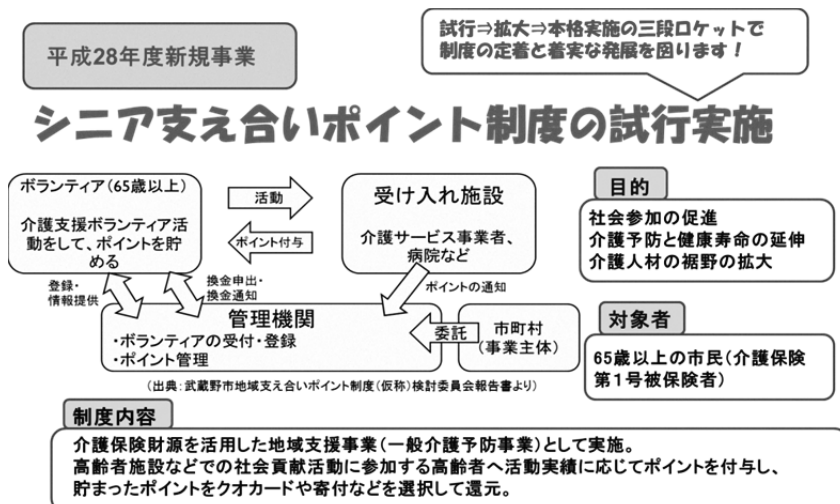 平成28年度新規事業
試行⇒拡大⇒本格実施の三段ロケットで
制度の定着と着実な発展を図ります！
シニア支え合いポイント制度の試行実施
ボランティア(65歳以上)
介護支援ボランティア活
動をして、ポイントを貯
める
活動
ポイント付与
受け入れ施設
介護サービス事業者、
病院など
登録・
情報提供
換金申出・
換金通知
ポイントの通知
管理機関
・ボランティアの受付・登録
・ポイント管理
委託
市町村
(事業主体)
(出典：武蔵野市地域支え合いポイント制度(仮称)検討委員会報告書より)
目的
社会参加の促進
介護予防と健康寿命の延伸
介護人材の裾野の拡大
対象者
65歳以上の市民(介護保険
第1号被保険者)
制度内容
介護保険財源を活用した地域支援事業(一般介護予防事業)として実施。
高齢者施設などでの社会貢献活動に参加する高齢者へ活動実績に応じてポイントを付与し、
貯まったポイントをクオカードや寄付などを選択して還元。